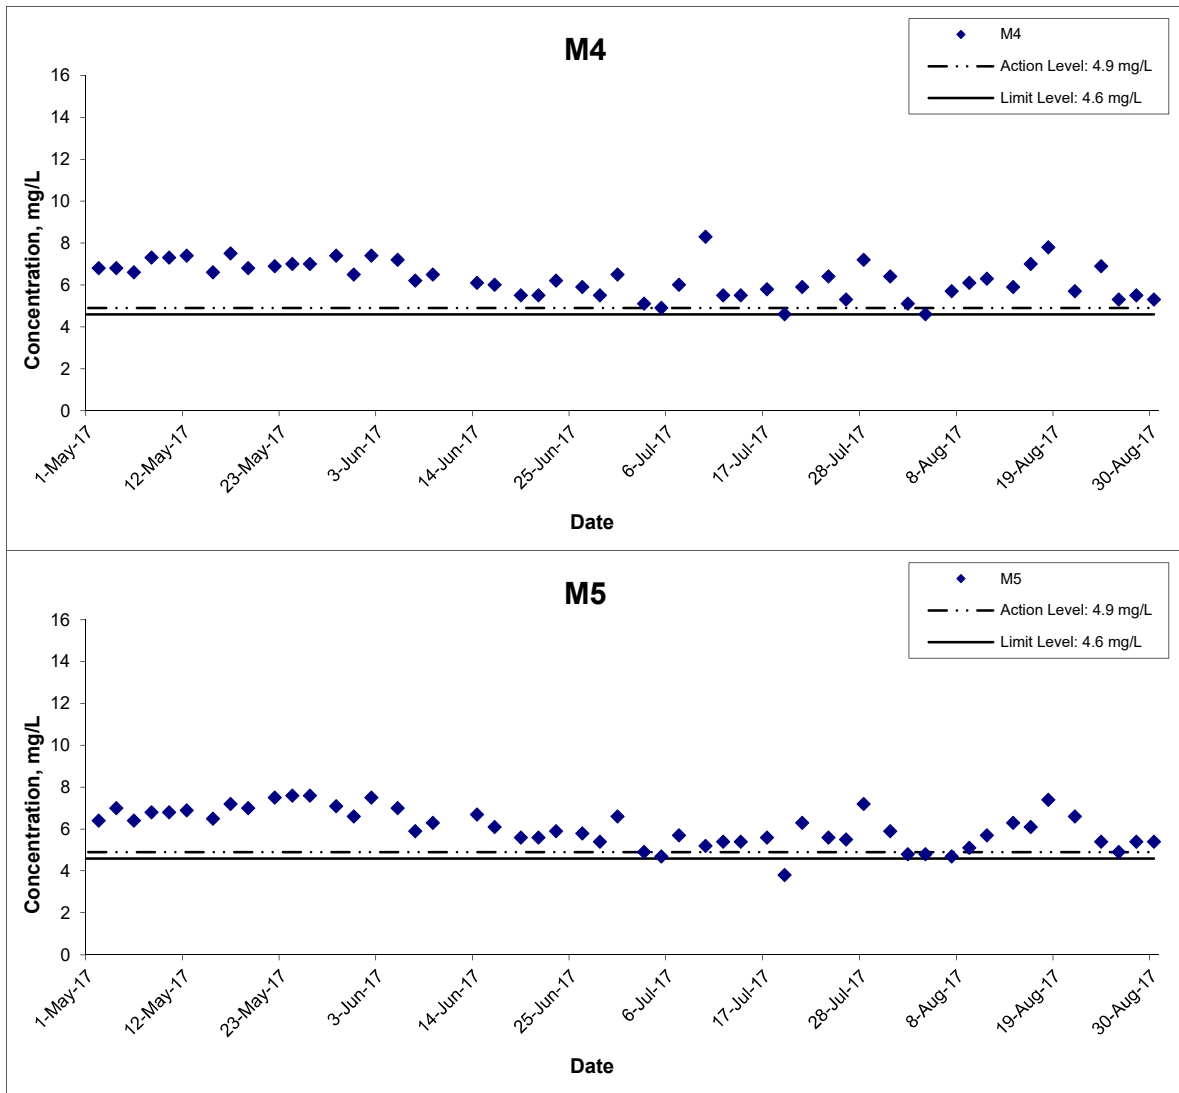 M4
M4
Action Level: 4.9 mg/L
Limit Level: 4.6 mg/L
Concentration, mg/L
16
14
12
10
8
6
4
2
0
1-May-17
12-May-17
23-May-17
3-Jun-17
14-Jun-17
25-Jun-17
6-Jul-17
17-Jul-17
28-Jul-17
8-Aug-17
19-Aug-17
30-Aug-17
Date
M5
M5
Action Level: 4.9 mg/L
Limit Level: 4.6 mg/L
Concentration, mg/L
16
14
12
10
8
6
4
2
0
1-May-17
12-May-17
23-May-17
3-Jun-17
14-Jun-17
25-Jun-17
6-Jul-17
17-Jul-17
28-Jul-17
8-Aug-17
19-Aug-17
30-Aug-17
Date